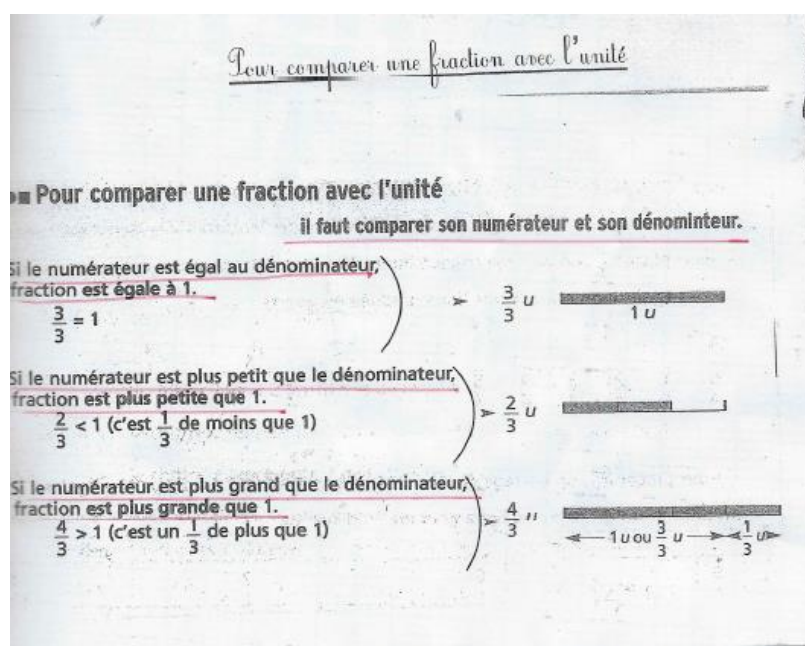 Pour comparer une fraction avec l'unité
Pour comparer une fraction avec l'unité
il faut comparer son numérateur et son dénominteur.
Si le numérateur est égal au dénominateur,
fraction est égale à 1.
3/3 = 1
3/3 u
1 u
Si le numérateur est plus petit que le dénominateur,
fraction est plus petite que 1.
2/3 < 1 (c'est 1/3 de moins que 1)
2/3 u
Si le numérateur est plus grand que le dénominateur,
fraction est plus grande que 1.
4/3 > 1 (c'est un 1/3 de plus que 1)
4/3 "
1 u ou 3/3 u
1/3 u